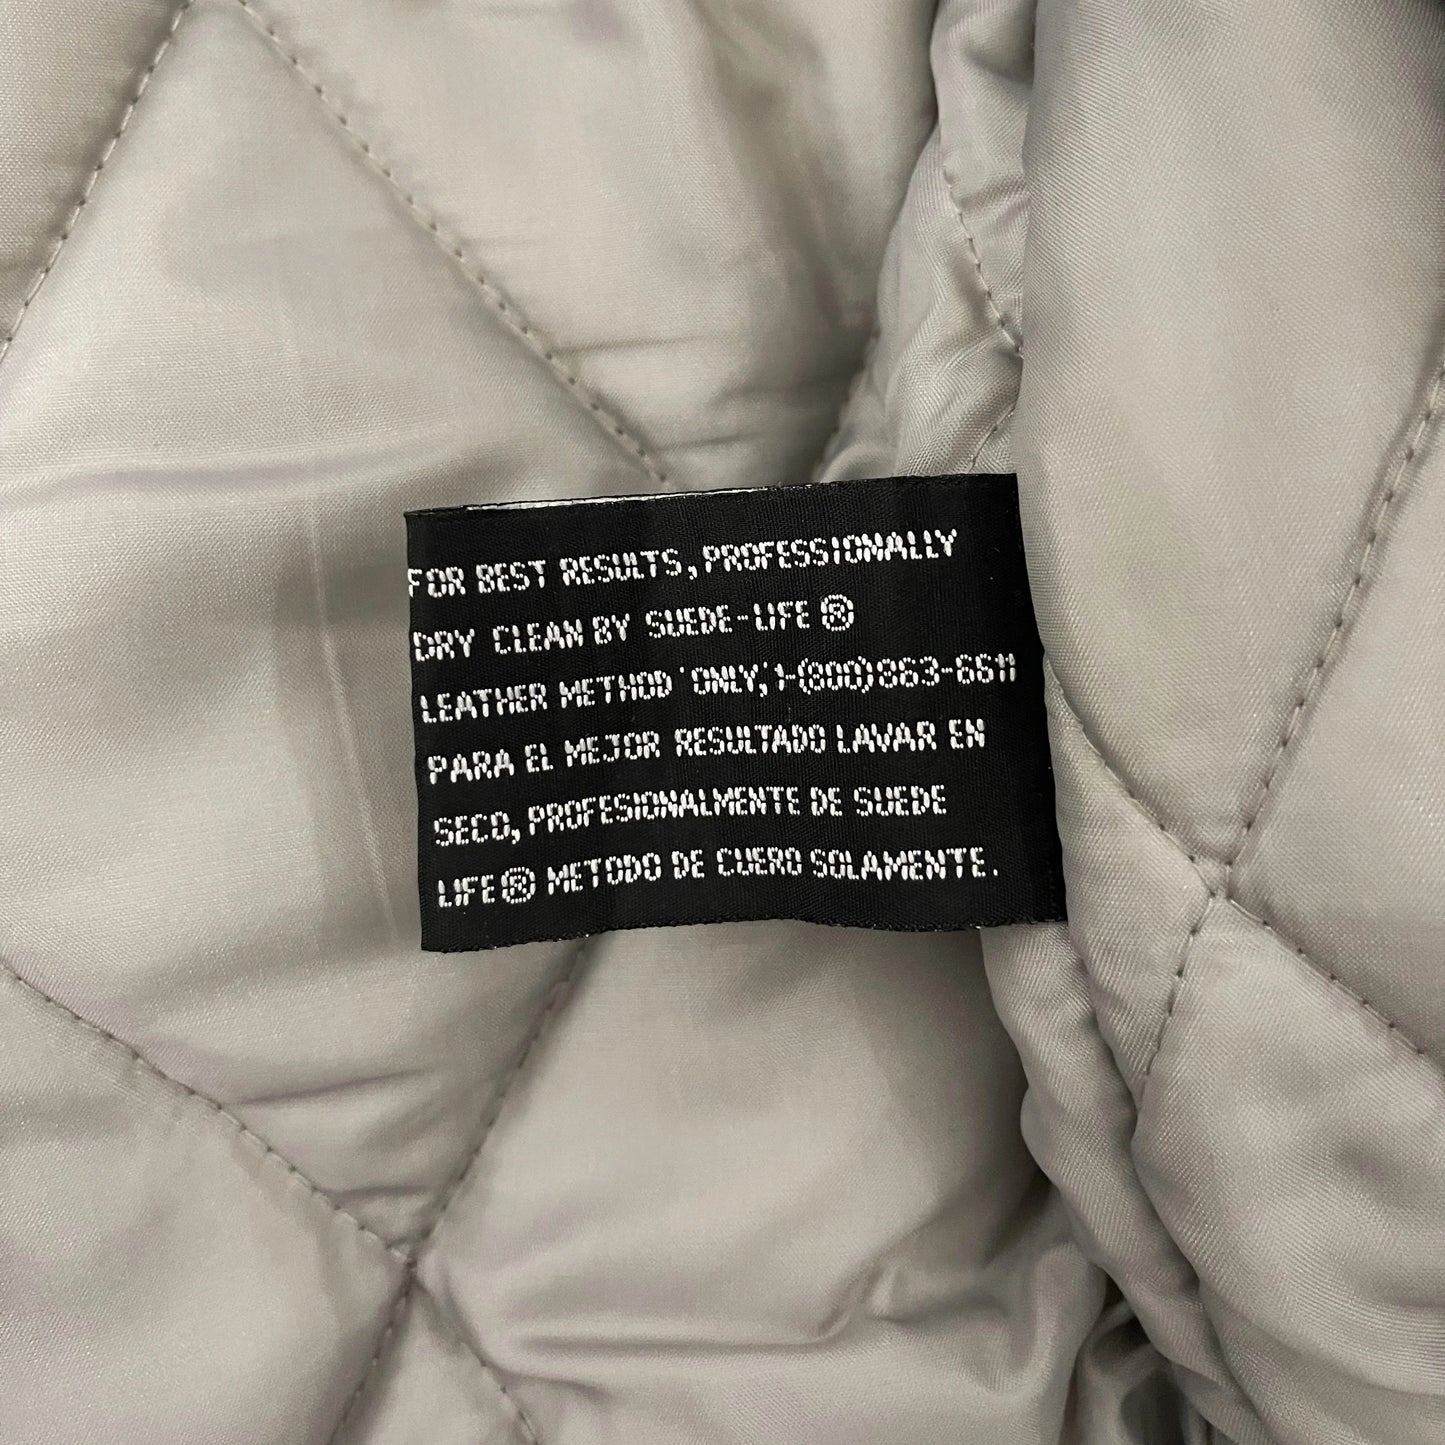 FOR BEST RESULTS, PROFESSIONALLY
DRY CLEAN BY SUEDE-LIFE®
LEATHER METHOD 'ONLY,' 1-(800)863-6611
PARA EL MEJOR RESULTADO LAVAR EN
SECO, PROFESIONALMENTE DE SUEDE
LIFE® METODO DE CUERO SOLAMENTE.